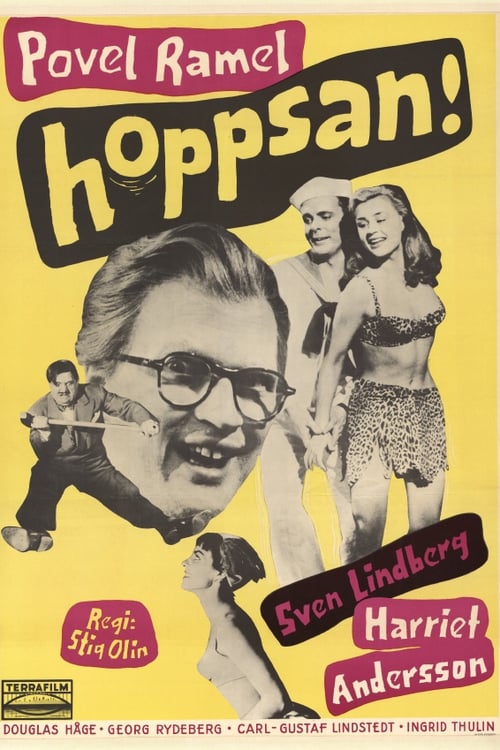 Povel Ramel
hoppsan!
Sven Lindberg
Harriet
Andersson
Regi:
Stig Olin
TERRAFILM
DOUGLAS HÅGE • GEORG RYDEBERG • CARL-GUSTAF LINDSTEDT • INGRID THULIN